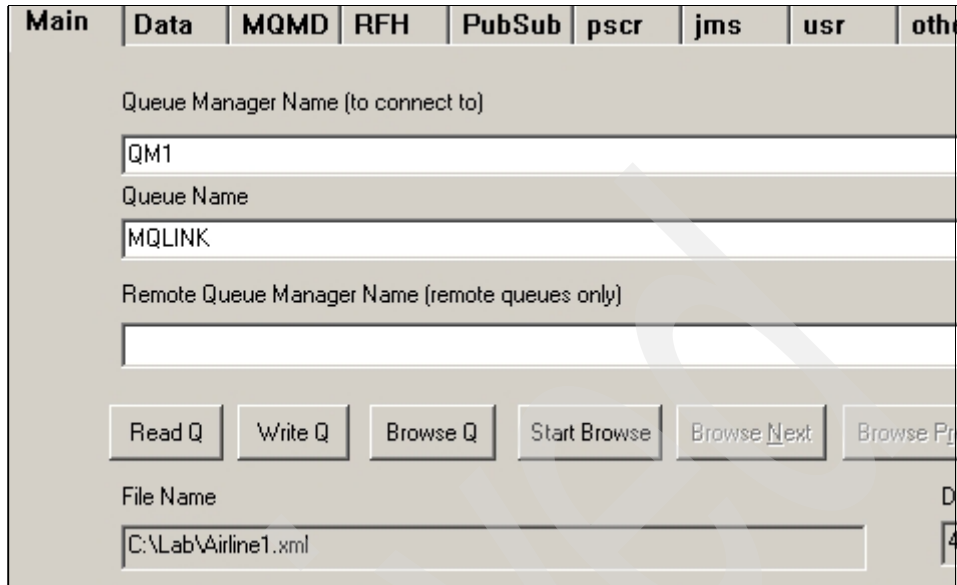 Main Data MQMD RFH PubSub pscr jms usr
Queue Manager Name (to connect to)
QM1
Queue Name
MQLINK
Remote Queue Manager Name (remote queues only)
Read Q Write Q Browse Q Start Browse Browse Next Browse
File Name
C:\Lab\Airline1.xml